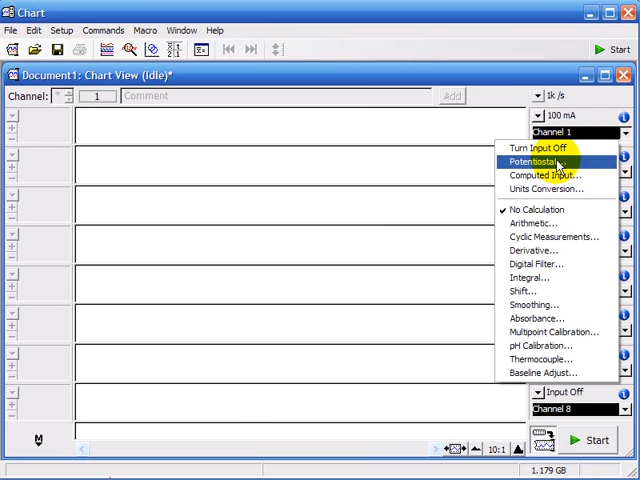 Chart
File Edit Setup Commands Macro Window Help
Start
Document1: Chart View (Idle)*
Channel: 1 Comment Add 1k /s
100 mA
Channel 1
Turn Input Off
Potentiostat...
Computed Input...
Units Conversion...
No Calculation
Arithmetic...
Cyclic Measurements...
Derivative...
Digital Filter...
Integral...
Shift...
Smoothing...
Absorbance...
Multipoint Calibration...
pH Calibration...
Thermocouple...
Baseline Adjust...
Input Off
Channel 8
M
10:1 Start
1.179 GB